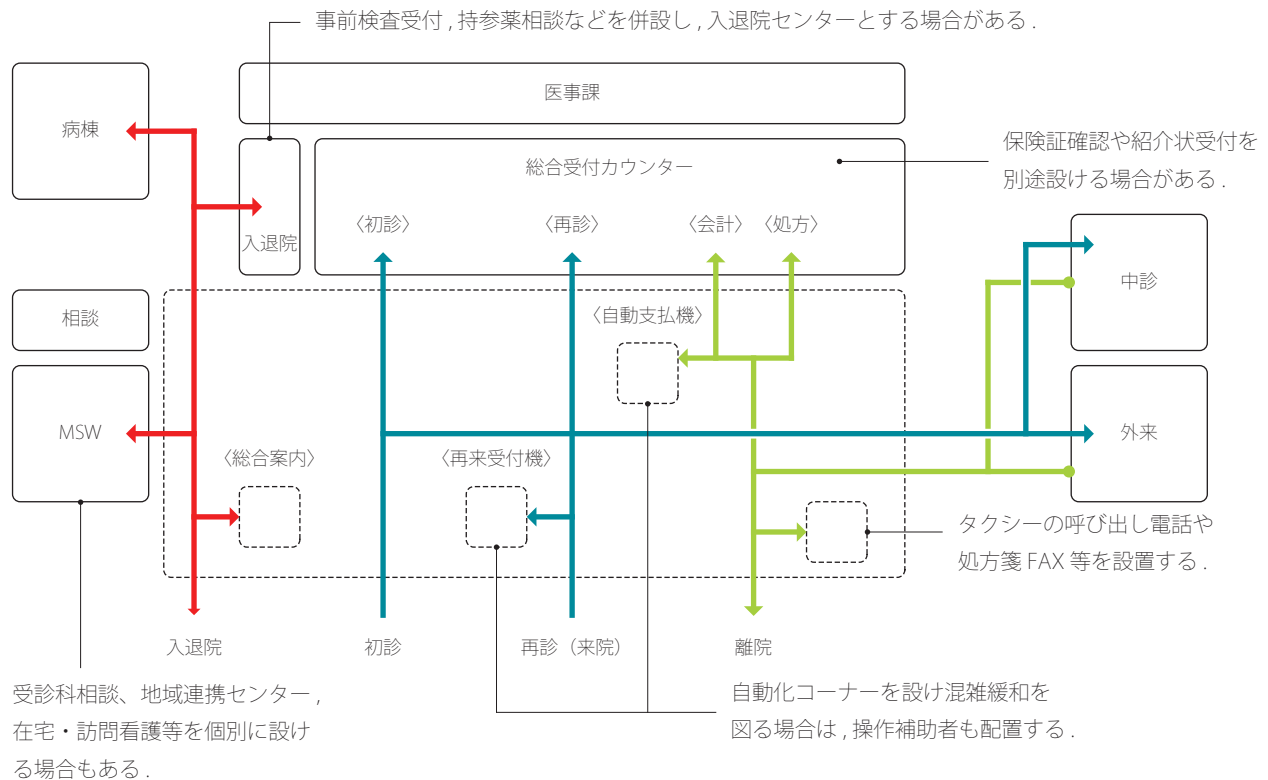 事前検査受付,持参薬相談などを併設し,入退院センターとする場合がある.
医事課
病棟
総合受付カウンター
保険証確認や紹介状受付を
別途設ける場合がある.
〈初診〉
〈再診〉
〈会計〉
〈処方〉
入退院
中診
相談
〈自動支払機〉
MSW
外来
〈総合案内〉
〈再来受付機〉
タクシーの呼び出し電話や
処方箋 FAX 等を設置する.
入退院
初診
再診（来院）
離院
受診科相談、地域連携センター,
在宅・訪問看護等を個別に設け
る場合もある.
自動化コーナーを設け混雑緩和を
図る場合は,操作補助者も配置する.